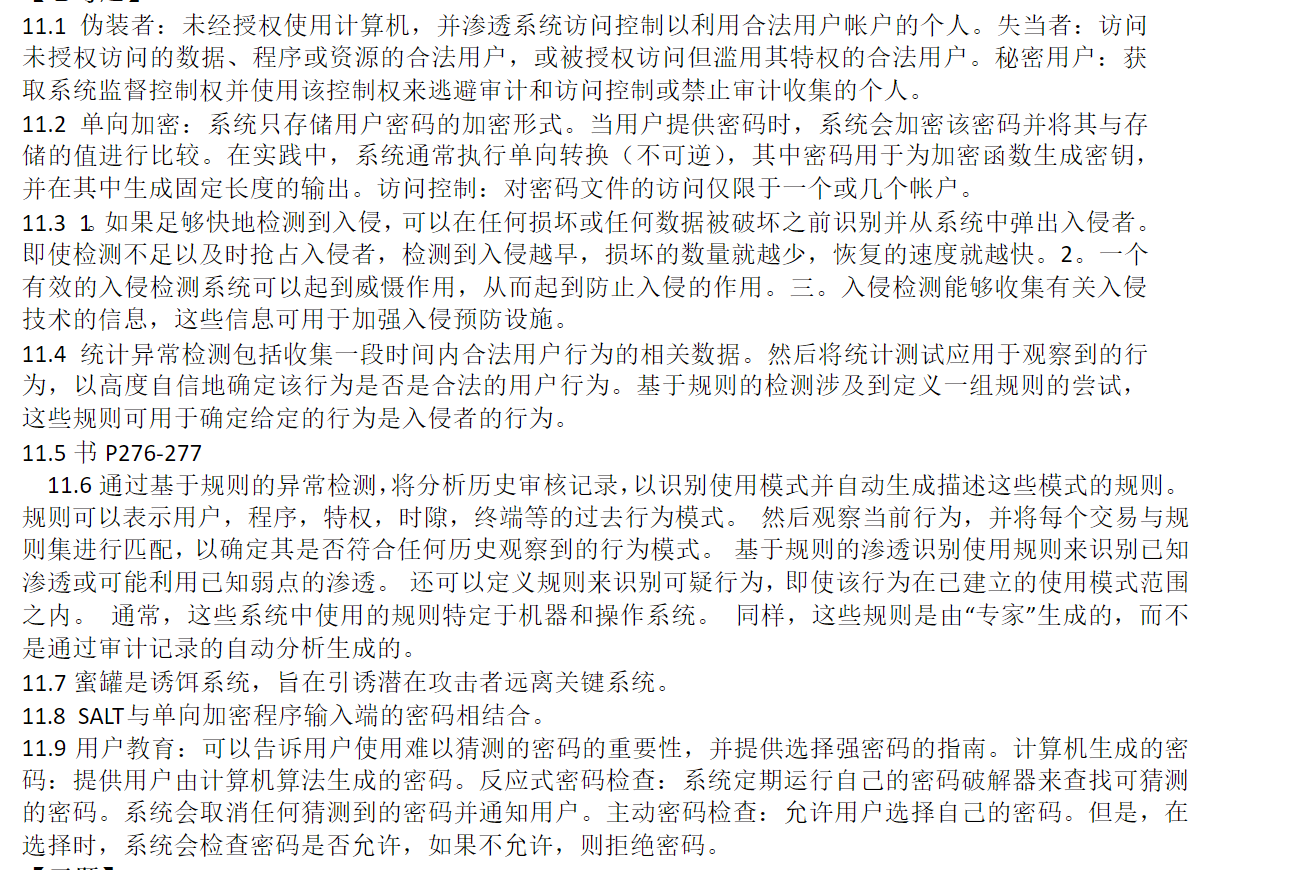 11.1 伪装者：未经授权使用计算机，并渗透系统访问控制以利用合法用户帐户的个人。失当者：访问
未授权访问的数据、程序或资源的合法用户，或被授权访问但滥用其特权的合法用户。秘密用户：获
取系统监督控制权并使用该控制权来逃避审计和访问控制或禁止审计收集的个人。
11.2 单向加密：系统只存储用户密码的加密形式。当用户提供密码时，系统会加密该密码并将其与存
储的值进行比较。在实践中，系统通常执行单向转换（不可逆），其中密码用于为加密函数生成密钥，
并在其中生成固定长度的输出。访问控制：对密码文件的访问仅限于一个或几个帐户。
11.3 1。如果足够快地检测到入侵，可以在任何损坏或任何数据被破坏之前识别并从系统中弹出入侵者。
即使检测不足以及时抢占入侵者，检测到入侵越早，损坏的数量就越少，恢复的速度就越快。2。一个
有效的入侵检测系统可以起到威慑作用，从而起到防止入侵的作用。三。入侵检测能够收集有关入侵
技术的信息，这些信息可用于加强入侵预防设施。
11.4 统计异常检测包括收集一段时间内合法用户行为的相关数据。然后将统计测试应用于观察到的行
为，以高度自信地确定该行为是否是合法的用户行为。基于规则的检测涉及到定义一组规则的尝试，
这些规则可用于确定给定的行为是入侵者的行为。
11.5 书 P276-277
11.6 通过基于规则的异常检测，将分析历史审核记录，以识别使用模式并自动生成描述这些模式的规则。
规则可以表示用户，程序，特权，时隙，终端等的过去行为模式。 然后观察当前行为，并将每个交易与规
则集进行匹配，以确定其是否符合任何历史观察到的行为模式。 基于规则的渗透识别使用规则来识别已知
渗透或可能利用已知弱点的渗透。 还可以定义规则来识别可疑行为，即使该行为在已建立的使用模式范围
之内。 通常，这些系统中使用的规则特定于机器和操作系统。 同样，这些规则是由“专家”生成的，而不
是通过审计记录的自动分析生成的。
11.7 蜜罐是诱饵系统，旨在引诱潜在攻击者远离关键系统。
11.8 SALT与单向加密程序输入端的密码相结合。
11.9 用户教育：可以告诉用户使用难以猜测的密码的重要性，并提供选择强密码的指南。计算机生成的密
码：提供用户由计算机算法生成的密码。反应式密码检查：系统定期运行自己的密码破解器来查找可猜测
的密码。系统会取消任何猜测到的密码并通知用户。主动密码检查：允许用户选择自己的密码。但是，在
选择时，系统会检查密码是否允许，如果不允许，则拒绝密码。